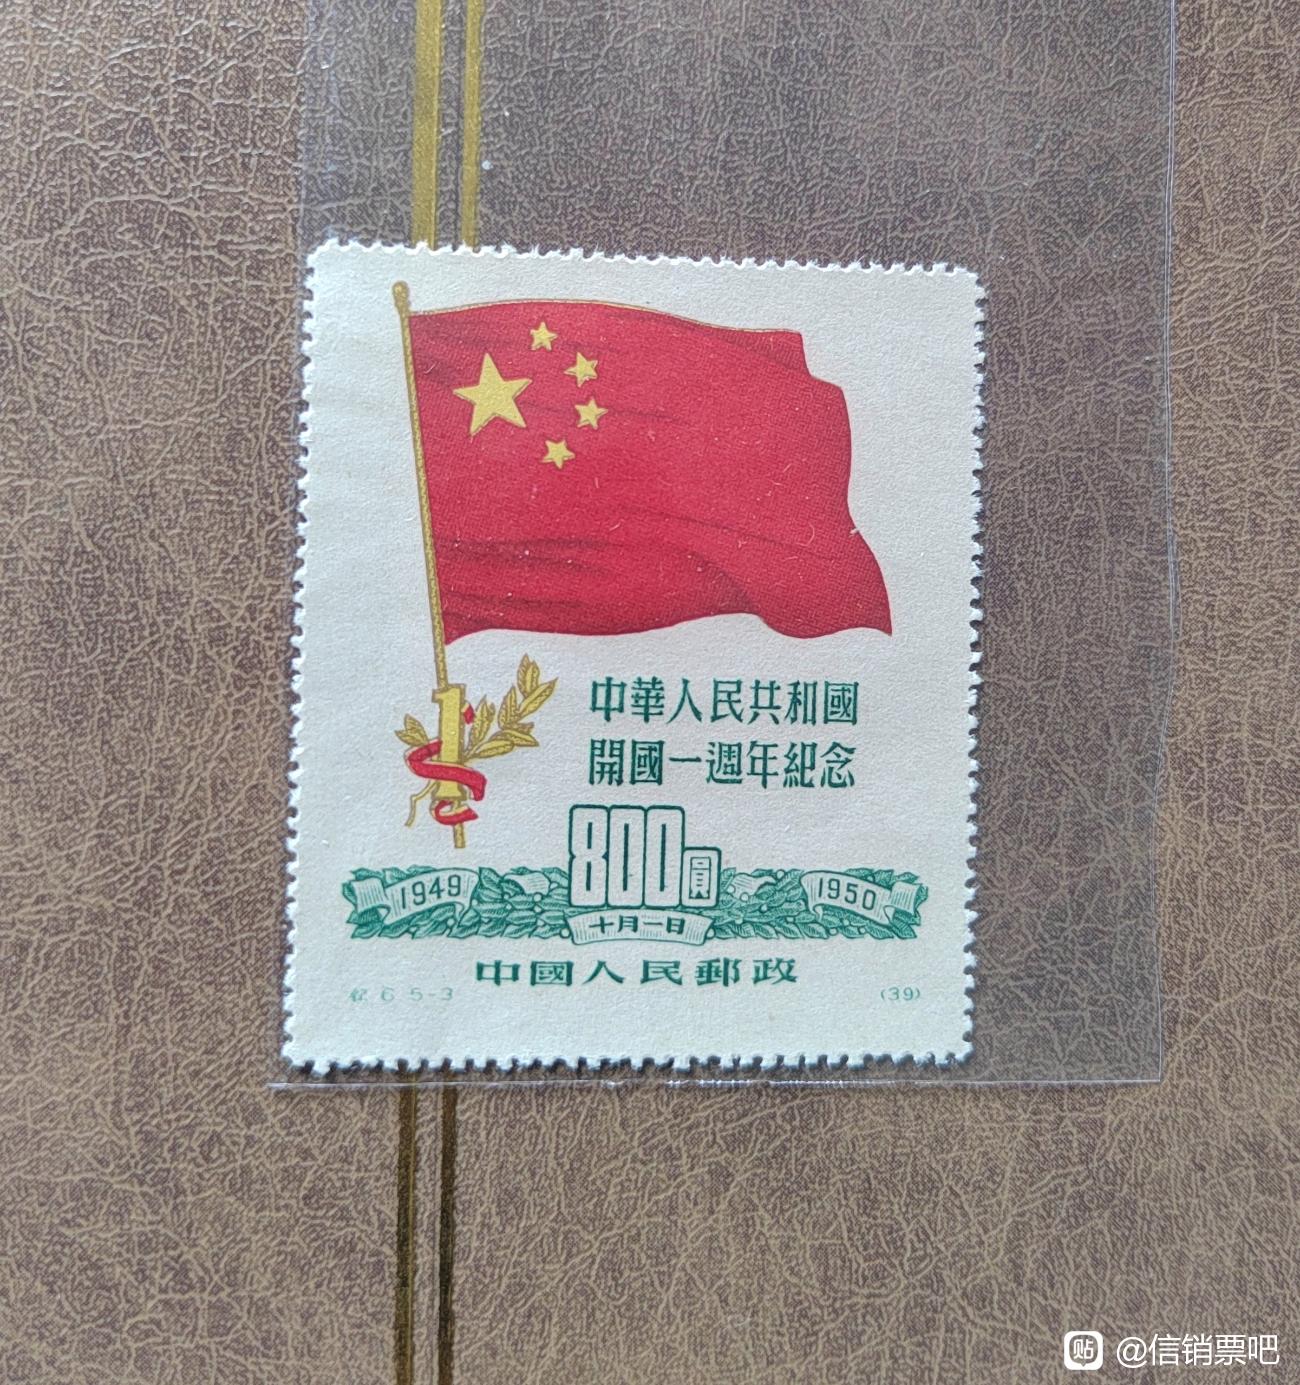 中華人民共和國
開國一週年紀念
800圓
1949
1950
十月一日
中國人民郵政
紀 6 5-3
(39)
貼 @信销票吧